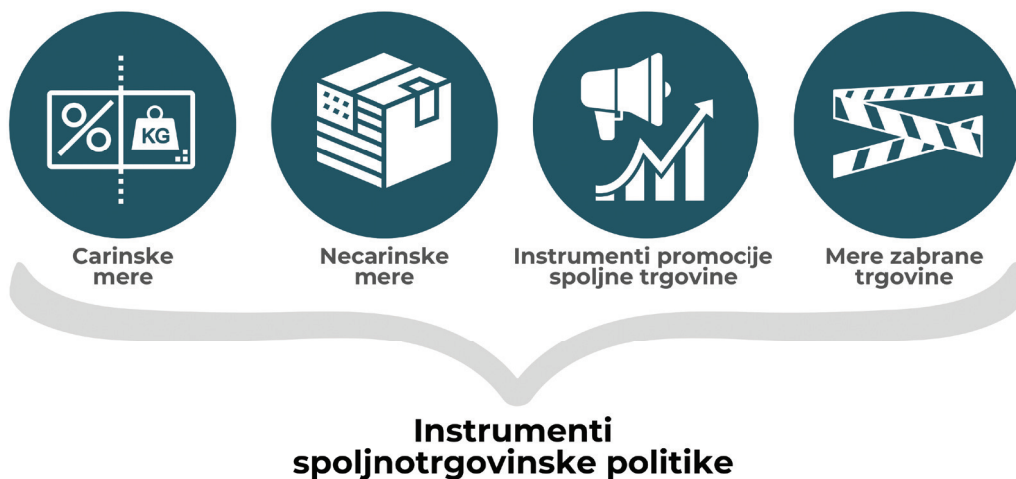 %
KG
Carinske
mere
Necarinske
mere
Instrumenti promocije
spoljne trgovine
Mere zabrane
trgovine
Instrumenti
spoljnotrgovinske politike